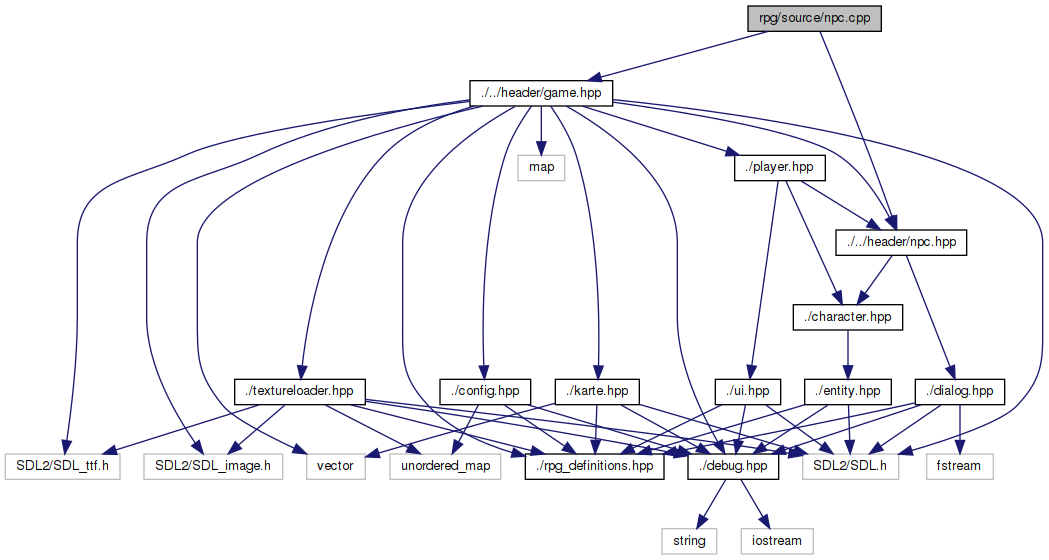 rpg/source/npc.cpp
./../header/game.hpp
map
./player.hpp
./../header/npc.hpp
./character.hpp
./textureloader.hpp
./config.hpp
./karte.hpp
./ui.hpp
./entity.hpp
./dialog.hpp
SDL2/SDL_ttf.h
SDL2/SDL_image.h
vector
unordered_map
./rpg_definitions.hpp
./debug.hpp
SDL2/SDL.h
fstream
string
iostream